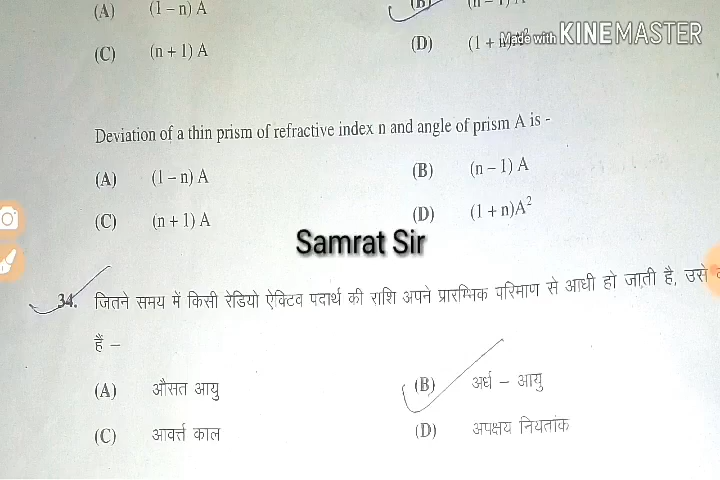 (A) (1 – n) A (B)
Made with KINEMASTER
(C) (n + 1) A (D) (1 +
Deviation of a thin prism of refractive index n and angle of prism A is -
(A) (1 – n) A (B) (n – 1) A
(C) (n + 1) A (D) (1 + n)A²
Samrat Sir
34. जितने समय में किसी रेडियो ऐक्टिव पदार्थ की राशि अपने प्रारम्भिक परिमाण से आधी हो जाती है, उसे
हैं –
(A) औसत आयु (B) अर्ध – आयु
(C) आवर्त्त काल (D) अपक्षय नियतांक